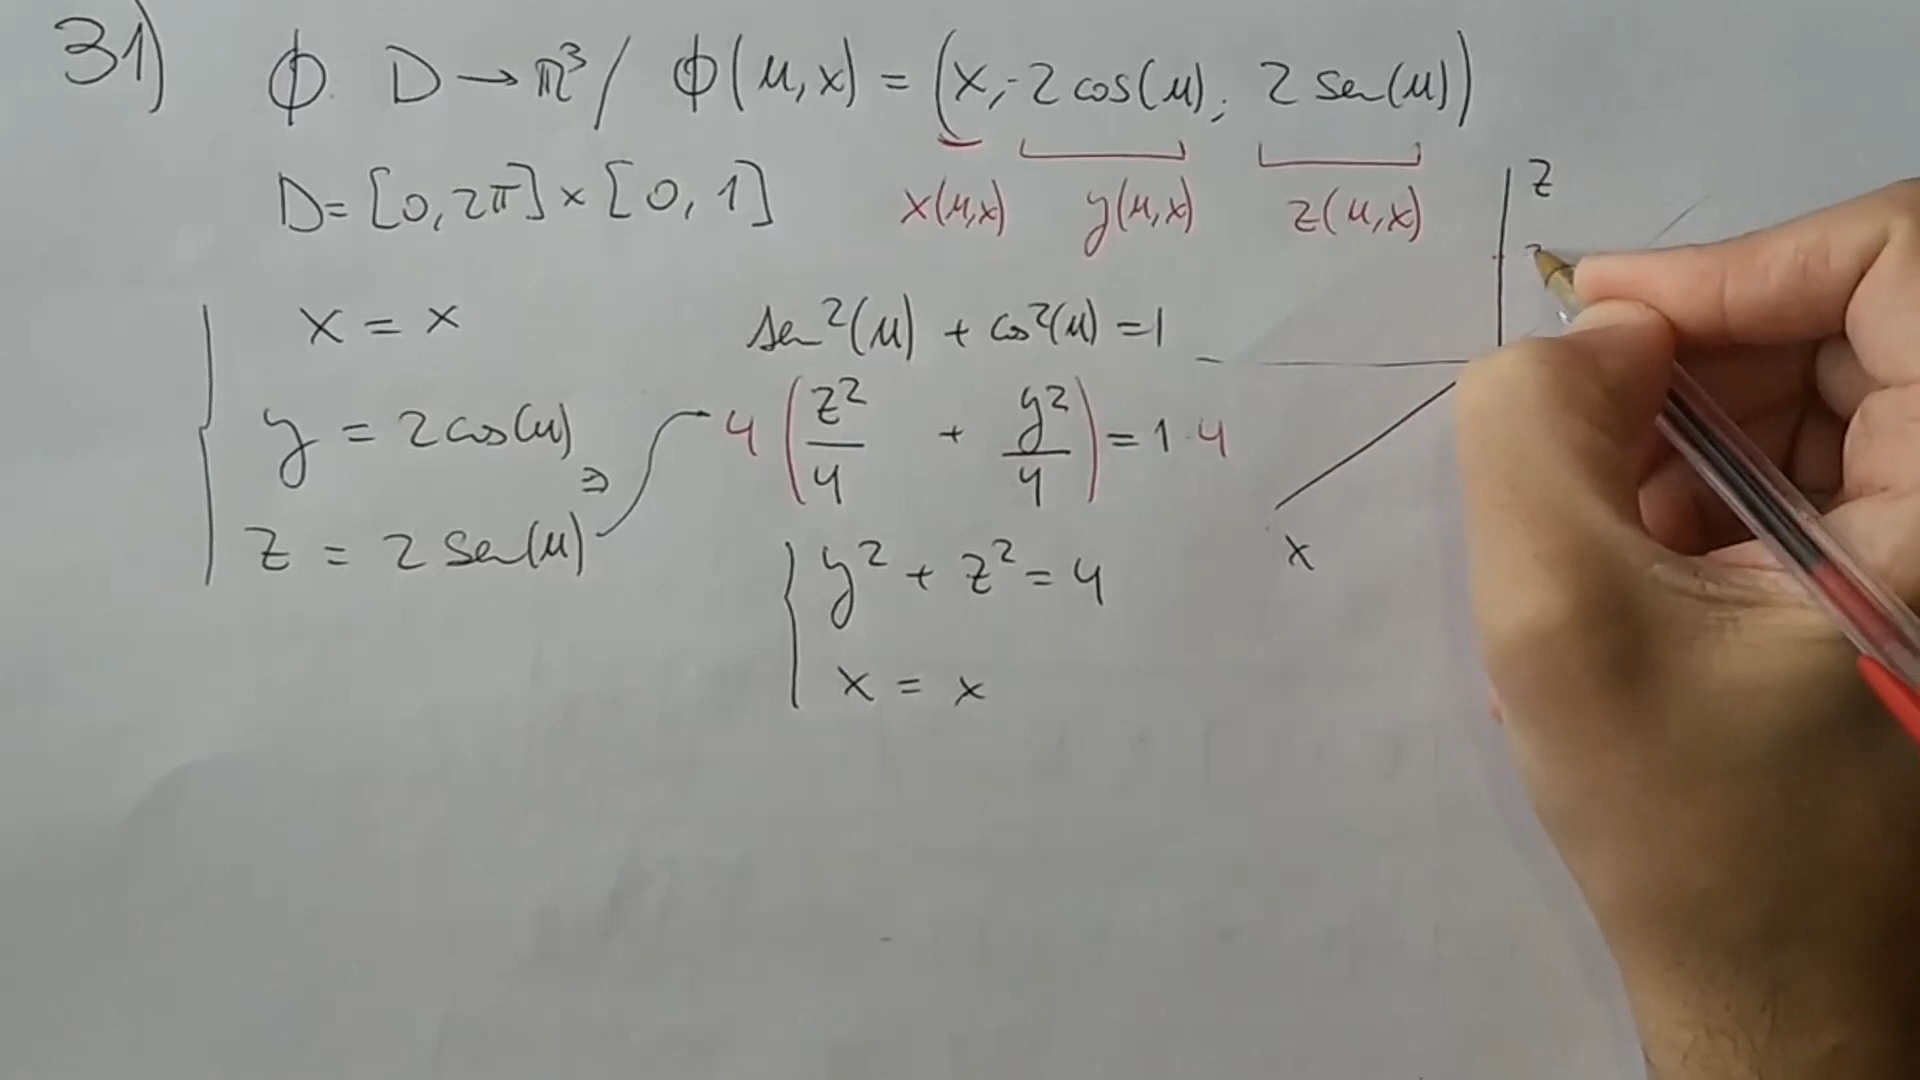 31) ϕ. D → ℝ³/ ϕ(μ,x) = (x, -2 cos(μ), 2 sen(μ))
D = [0, 2π] × [0, 1]
x(μ,x) y(μ,x) z(μ,x)
x = x
y = 2 cos(μ)
z = 2 sen(μ)
⇒
sen²(μ) + cos²(μ) = 1
4 (z²/4 + y²/4) = 1 · 4
y² + z² = 4
x = x
z
x